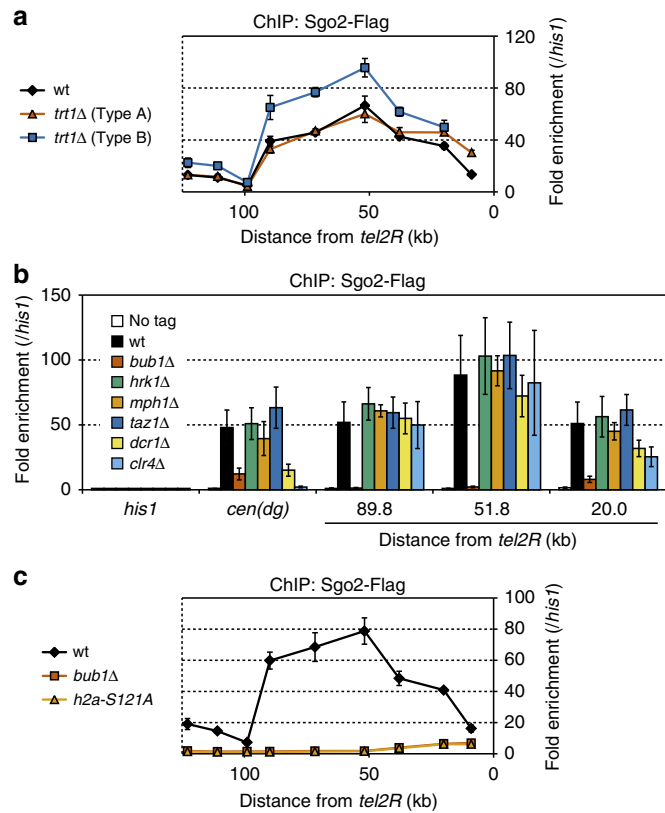 a
ChIP: Sgo2-Flag
wt
trt1Δ (Type A)
trt1Δ (Type B)
120
80
40
0
Fold enrichment (/his1)
100
50
0
Distance from tel2R (kb)
b
ChIP: Sgo2-Flag
Fold enrichment (/his1)
150
100
50
0
No tag
wt
bub1Δ
hrk1Δ
mph1Δ
taz1Δ
dcr1Δ
clr4Δ
his1
cen(dg)
89.8
51.8
20.0
Distance from tel2R (kb)
c
ChIP: Sgo2-Flag
wt
bub1Δ
h2a-S121A
100
80
60
40
20
0
Fold enrichment (/his1)
100
50
0
Distance from tel2R (kb)